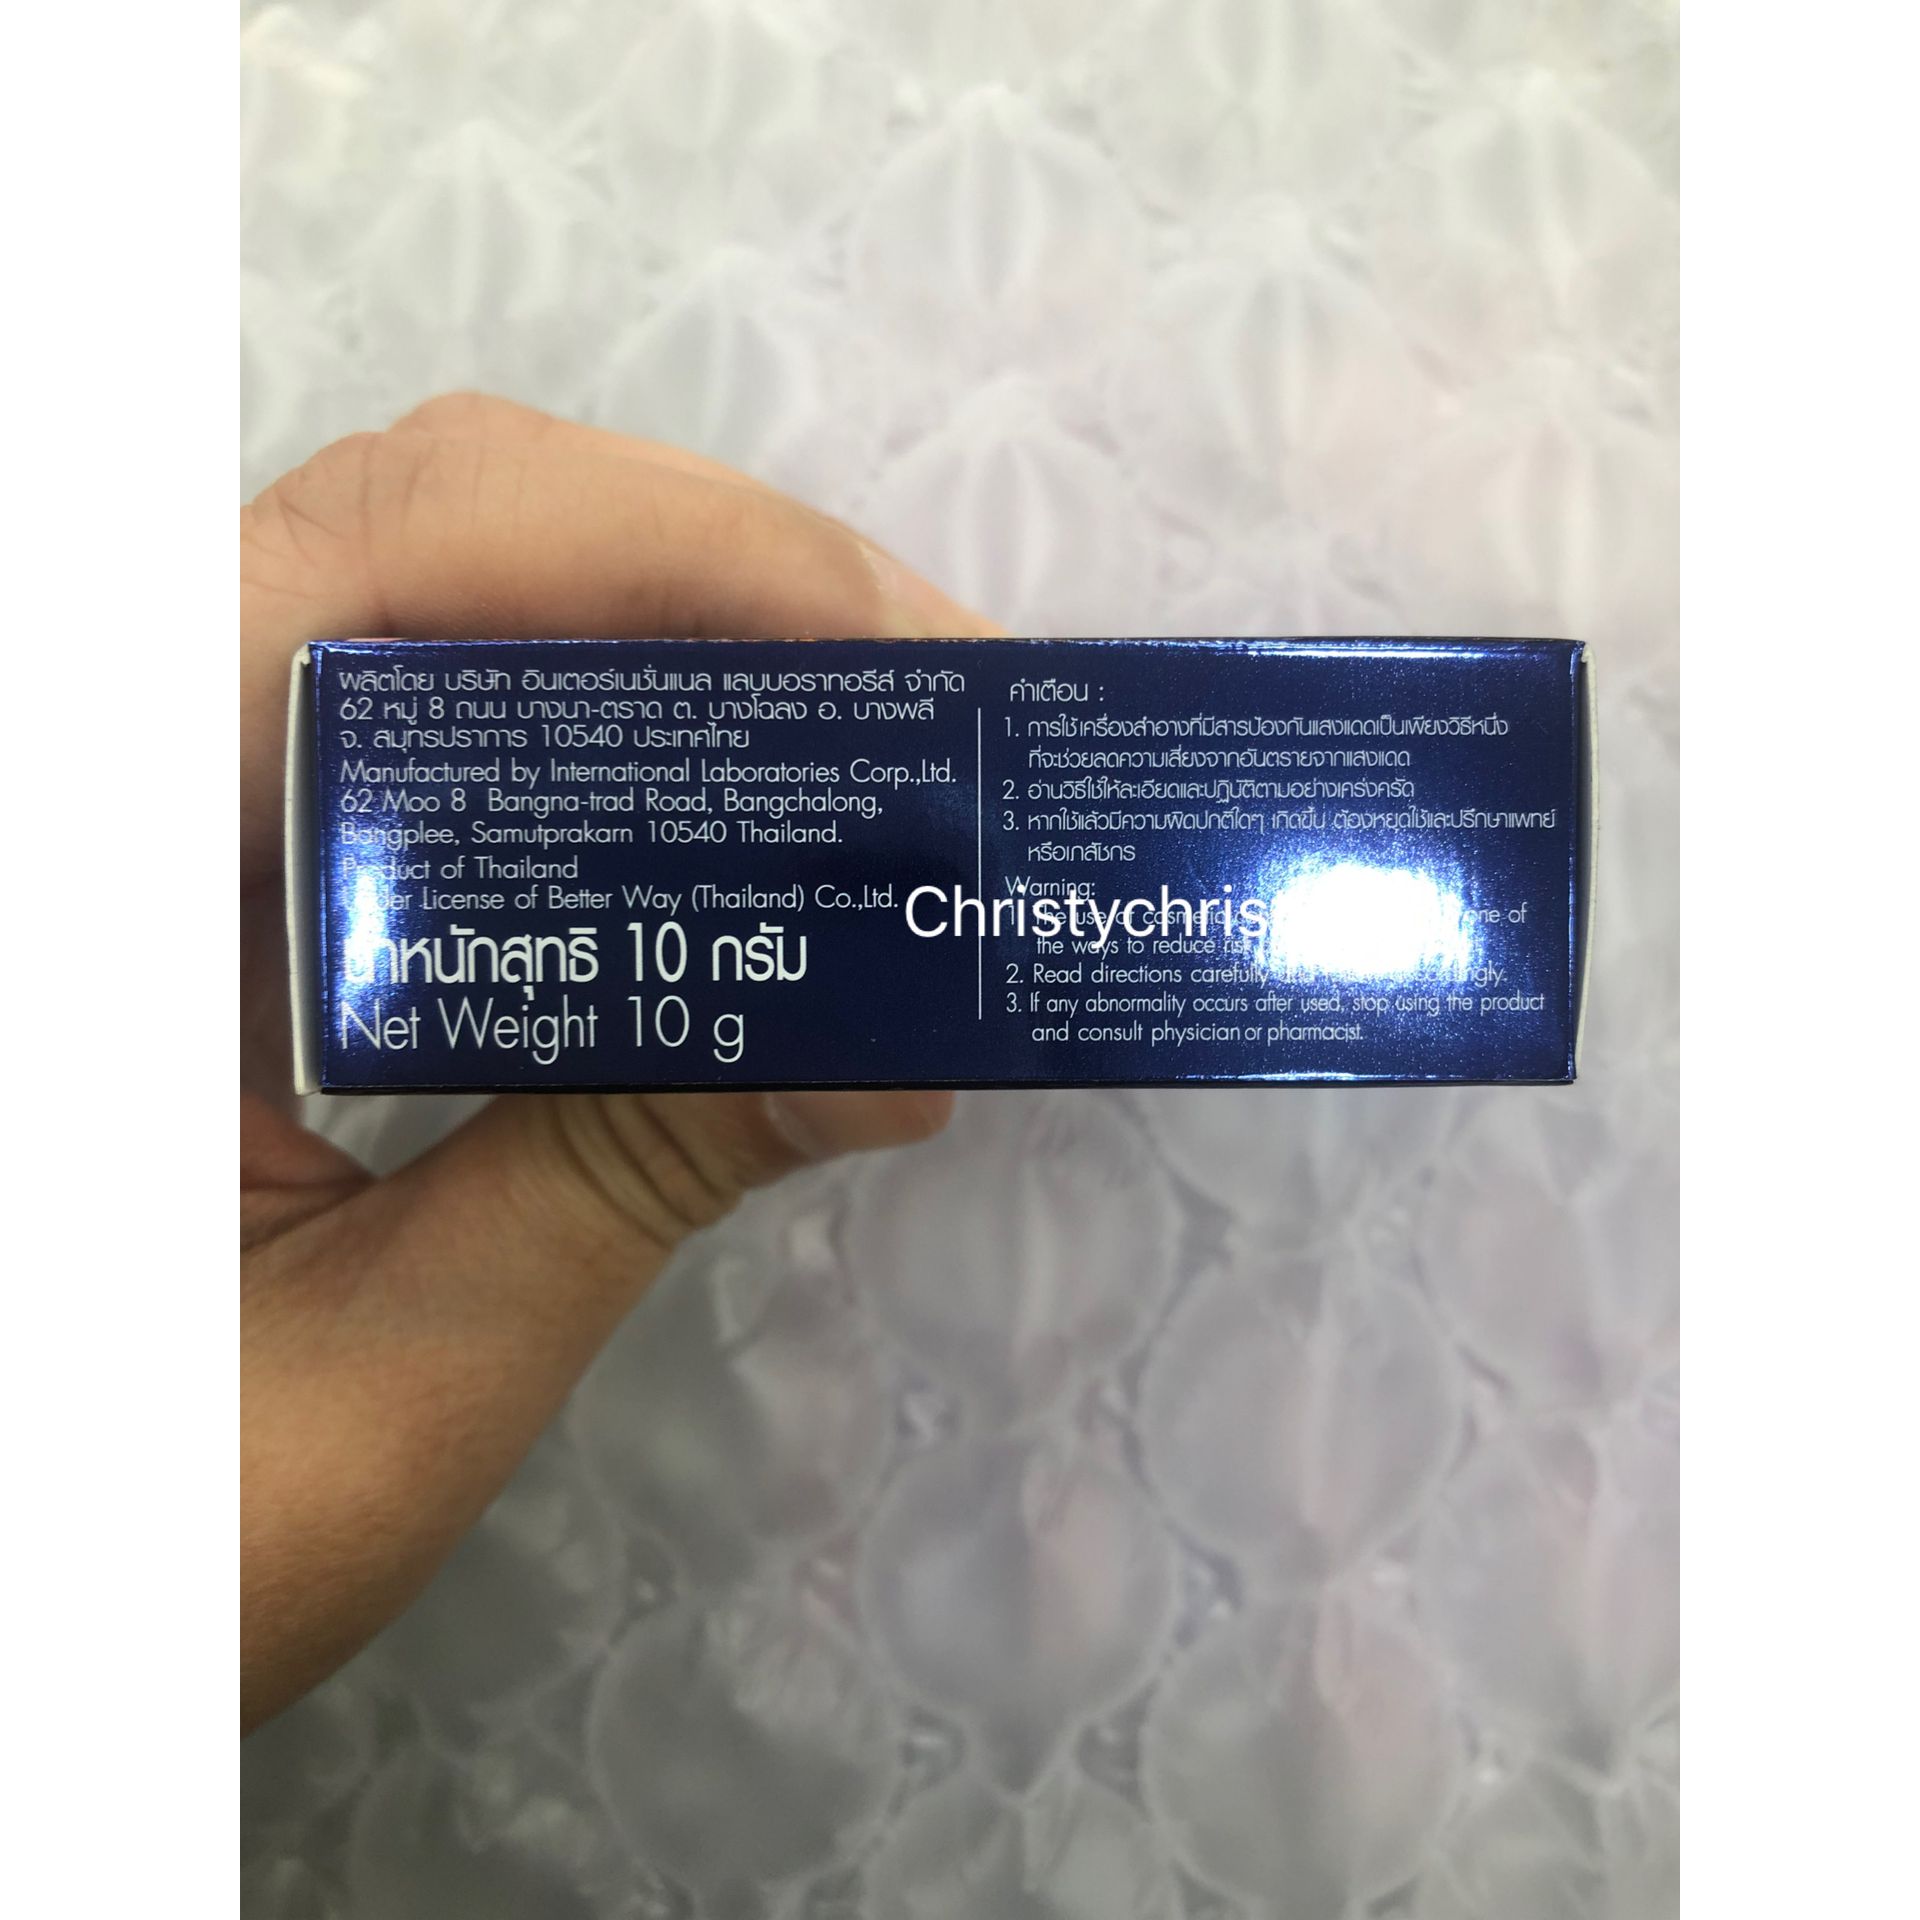 ผลิตโดย บริษัท อินเตอร์เนชั่นแนล แลบบอราทอรีส์ จำกัด
62 หมู่ 8 ถนน บางนา-ตราด ต. บางโฉลง อ. บางพลี
จ. สมุทรปราการ 10540 ประเทศไทย
Manufactured by International Laboratories Corp.,Ltd.
62 Moo 8 Bangna-trad Road, Bangchalong,
Bangplee, Samutprakarn 10540 Thailand.
Product of Thailand
License of Better Way (Thailand) Co.,Ltd.
น้ำหนักสุทธิ 10 กรัม
Net Weight 10 g
คำเตือน :
1. การใช้เครื่องสำอางที่มีสารป้องกันแสงแดดเป็นเพียงวิธีหนึ่ง
ที่จะช่วยลดความเสี่ยงจากอันตรายจากแสงแดด
2. อ่านวิธีใช้ให้ละเอียดและปฏิบัติตามอย่างเคร่งครัด
3. หากใช้แล้วมีความผิดปกติใดๆ เกิดขึ้น ต้องหยุดใช้และปรึกษาแพทย์
หรือเภสัชกร
Warning:
1. The use of cosmetic one of
the ways to reduce risk
2. Read directions carefully
3. If any abnormality occurs after used, stop using the product
and consult physician or pharmacist.
Christychris